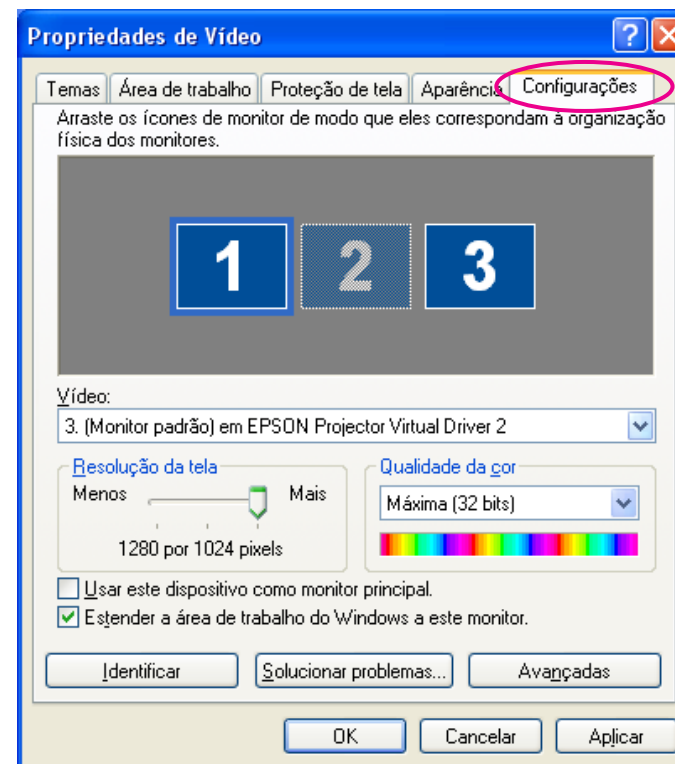 Propriedades de Vídeo
Temas Área de trabalho Proteção de tela Aparência Configurações
Arraste os ícones de monitor de modo que eles correspondam à organização
física dos monitores.
1 2 3
Vídeo:
3. (Monitor padrão) em EPSON Projector Virtual Driver 2
Resolução da tela Qualidade da cor
Menos Mais Máxima (32 bits)
1280 por 1024 pixels
Usar este dispositivo como monitor principal.
Estender a área de trabalho do Windows a este monitor.
Identificar Solucionar problemas... Avançadas
OK Cancelar Aplicar